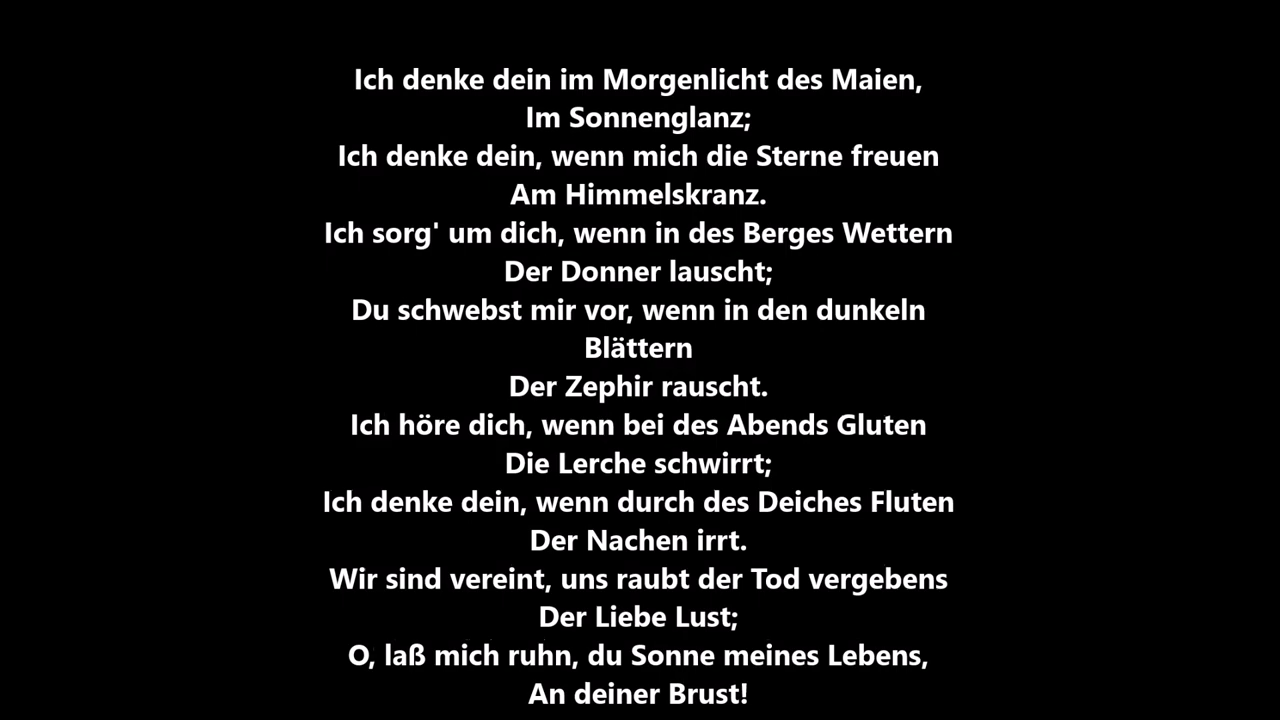 Ich denke dein im Morgenlicht des Maien,
Im Sonnenglanz;
Ich denke dein, wenn mich die Sterne freuen
Am Himmelskranz.
Ich sorg' um dich, wenn in des Berges Wettern
Der Donner lauscht;
Du schwebst mir vor, wenn in den dunkeln
Blättern
Der Zephir rauscht.
Ich höre dich, wenn bei des Abends Gluten
Die Lerche schwirrt;
Ich denke dein, wenn durch des Deiches Fluten
Der Nachen irrt.
Wir sind vereint, uns raubt der Tod vergebens
Der Liebe Lust;
O, laß mich ruhn, du Sonne meines Lebens,
An deiner Brust!